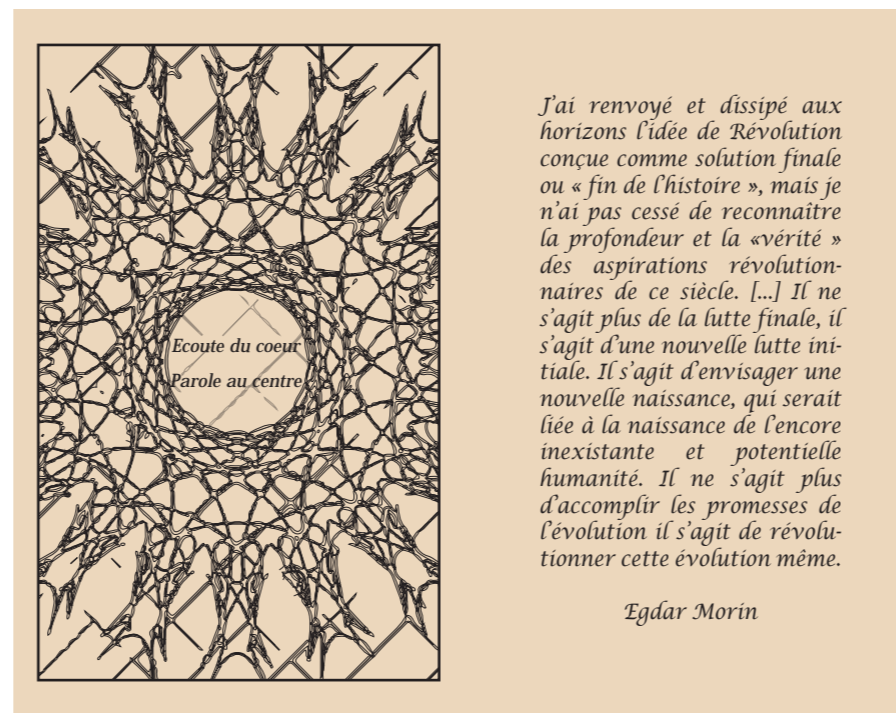 Ecoute du coeur
Parole au centre
J'ai renvoyé et dissipé aux
horizons l'idée de Révolution
conçue comme solution finale
ou « fin de l'histoire », mais je
n'ai pas cessé de reconnaître
la profondeur et la «vérité »
des aspirations révolution-
naires de ce siècle. [...] Il ne
s'agit plus de la lutte finale, il
s'agit d'une nouvelle lutte ini-
tiale. Il s'agit d'envisager une
nouvelle naissance, qui serait
liée à la naissance de l'encore
inexistante et potentielle
humanité. Il ne s'agit plus
d'accomplir les promesses de
l'évolution il s'agit de révolu-
tionner cette évolution même.
Egdar Morin